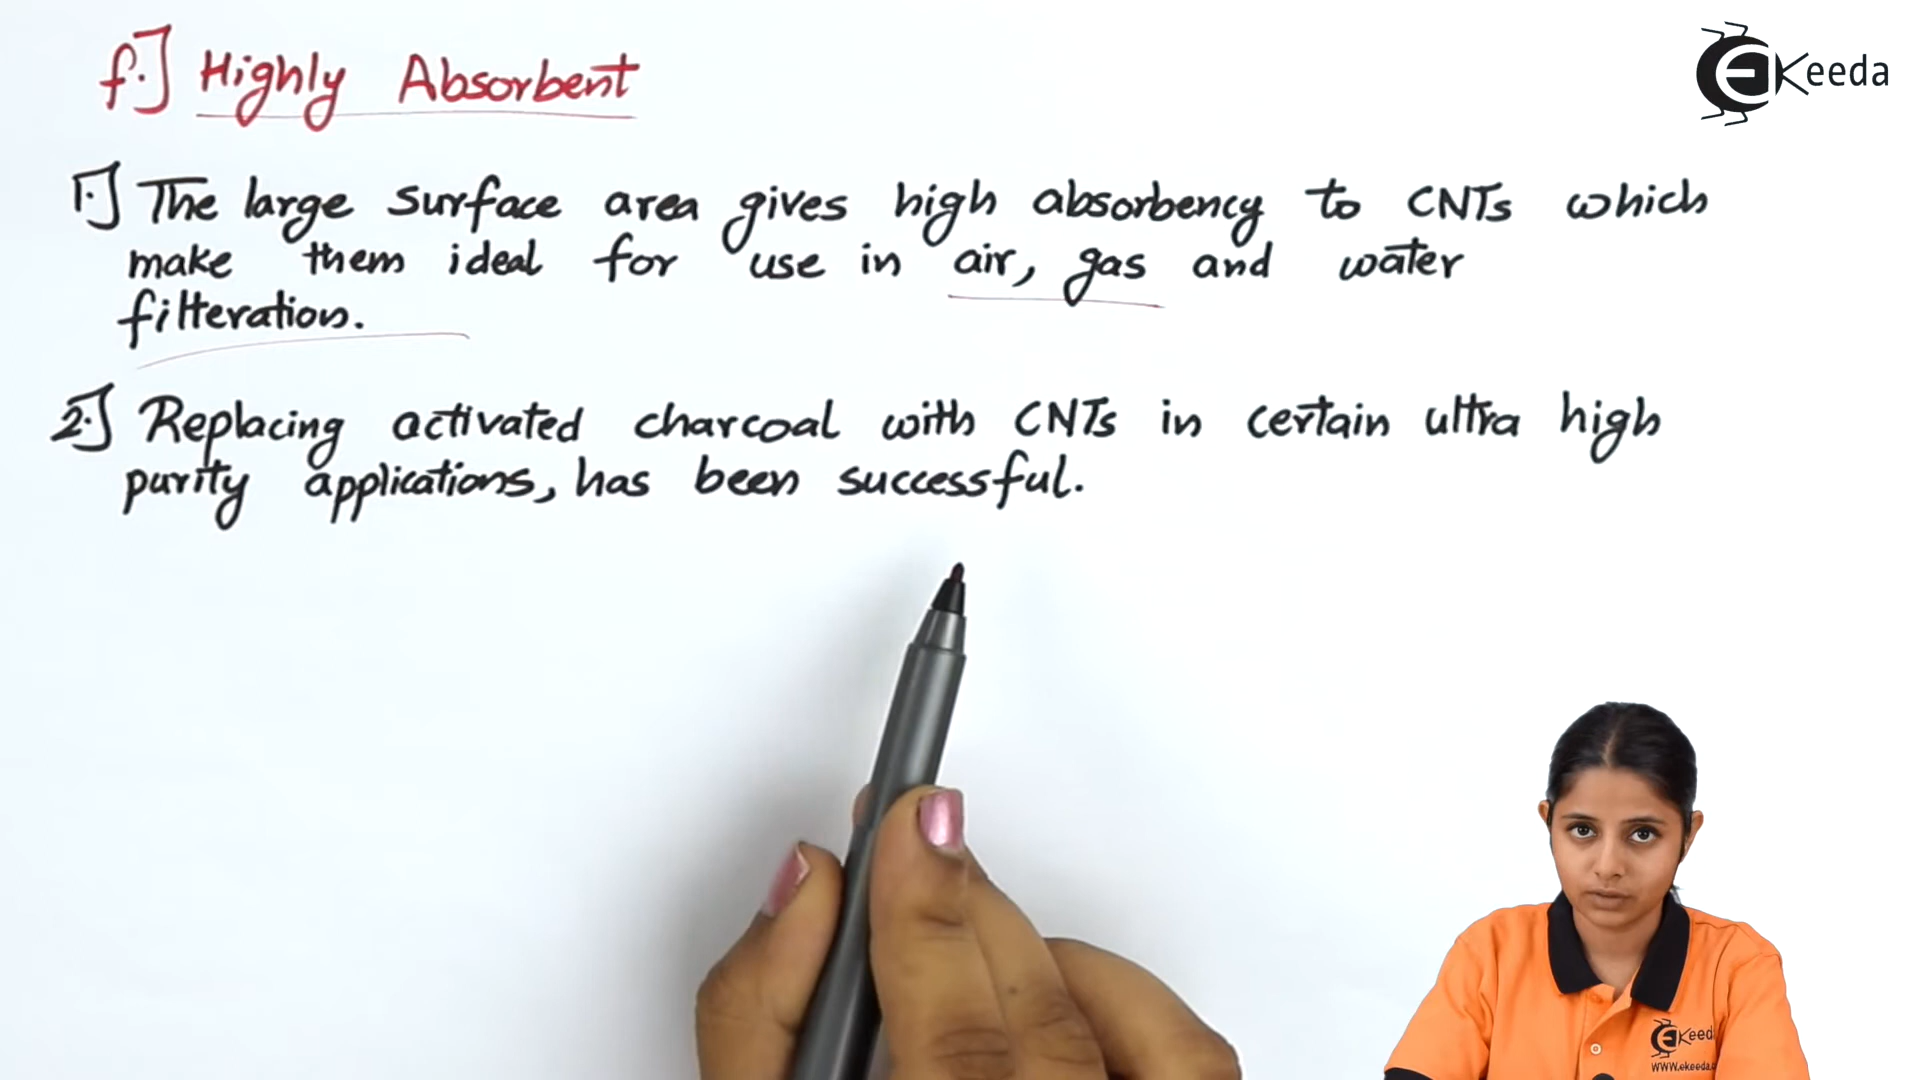 f.] Highly Absorbent
Keeda
1.] The large surface area gives high absorbency to CNTs which
make them ideal for use in air, gas and water
filteration.
2.] Replacing activated charcoal with CNTs in certain ultra high
purity applications, has been successful.
Keed
www.ekeeda.c